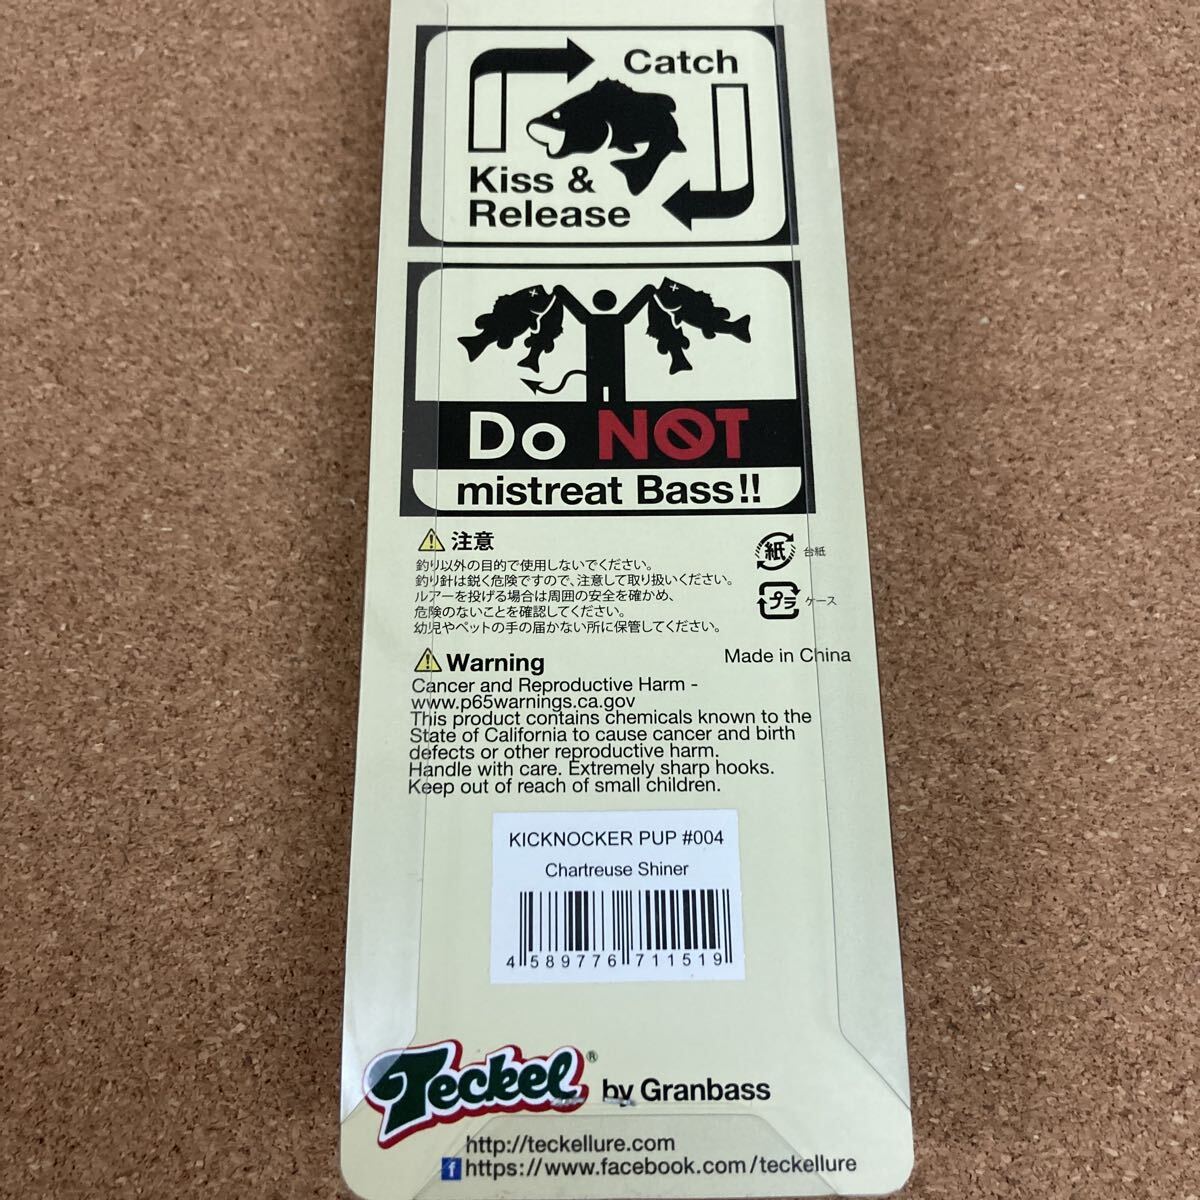 Catch
Kiss &
Release
Do NOT
mistreat Bass!!
注意
釣り以外の目的で使用しないでください。
釣り針は鋭く危険ですので、注意して取り扱いください。
ルアーを投げる場合は周囲の安全を確かめ、
危険のないことを確認してください。
幼児やペットの手の届かない所に保管してください。
紙 台紙
プラ ケース
Made in China
Warning
Cancer and Reproductive Harm -
www.p65warnings.ca.gov
This product contains chemicals known to the
State of California to cause cancer and birth
defects or other reproductive harm.
Handle with care. Extremely sharp hooks.
Keep out of reach of small children.
KICKNOCKER PUP #004
Chartreuse Shiner
4 589776 711519
Teckel® by Granbass
http://teckellure.com
f https://www.facebook.com/teckellure